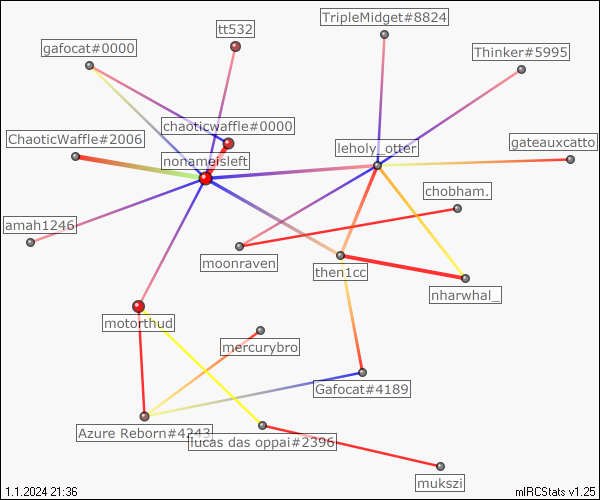 TripleMidget#8824
tt532
gafocat#0000
Thinker#5995
chaoticwaffle#0000
ChaoticWaffle#2006
leholy_otter
gateauxcatto
nonameisleft
chobham.
amah1246
moonraven
then1cc
nharwhal_
motorthud
mercurybro
Gafocat#4189
Azure Reborn#4243
lucas das oppai#2396
mukszi
1.1.2024 21:36
mIRCStats v1.25